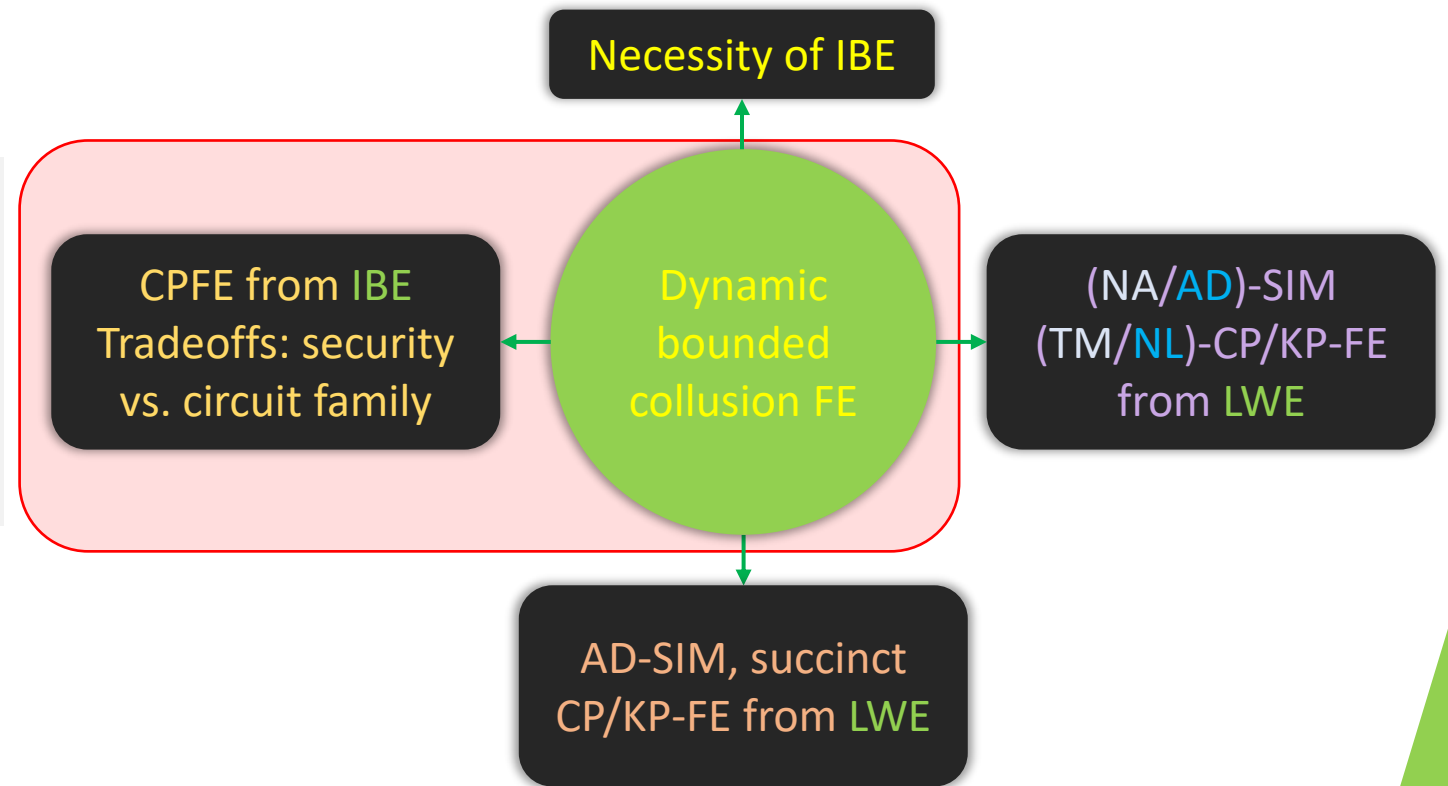 Necessity of IBE
CPFE from IBE
Tradeoffs: security
vs. circuit family
Dynamic
bounded
collusion FE
(NA/AD)-SIM
(TM/NL)-CP/KP-FE
from LWE
AD-SIM, succinct
CP/KP-FE from LWE